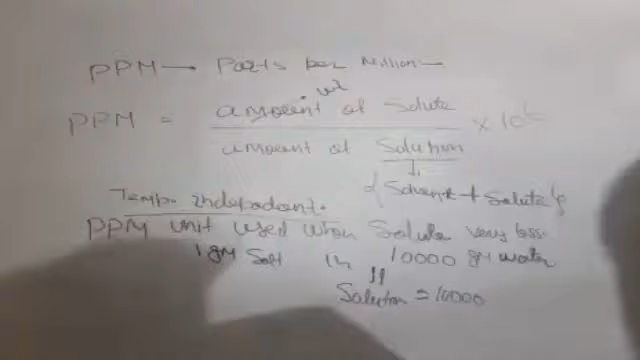 PPM → Parts per Million —
wt
PPM = amount of Solute × 10⁶
amount of Solution
↓
{Solvent + Solute}
Temp. Independant.
PPM unit used when Solute very less
1 gm Salt in 10000 gm water
Solution = 10000